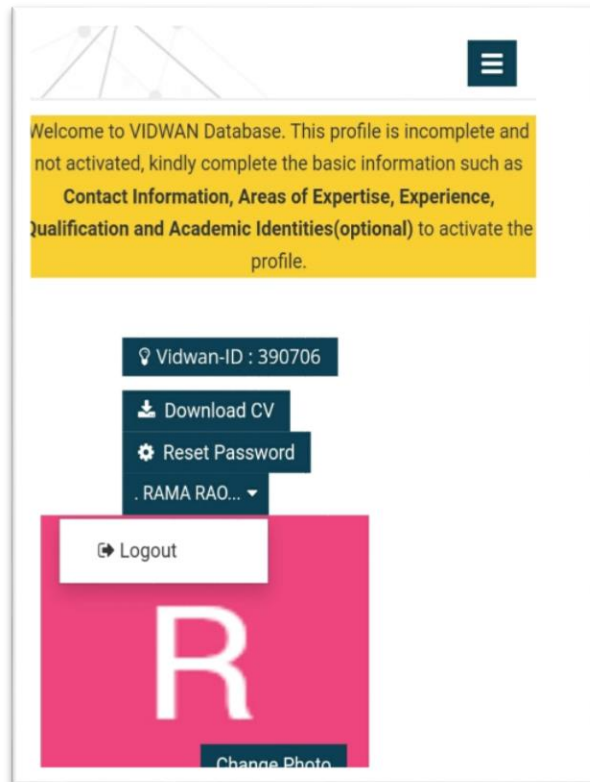 Welcome to VIDWAN Database. This profile is incomplete and
not activated, kindly complete the basic information such as
Contact Information, Areas of Expertise, Experience,
Qualification and Academic Identities(optional) to activate the
profile.
Vidwan-ID : 390706
Download CV
Reset Password
. RAMA RAO...
Logout
R
Change Photo